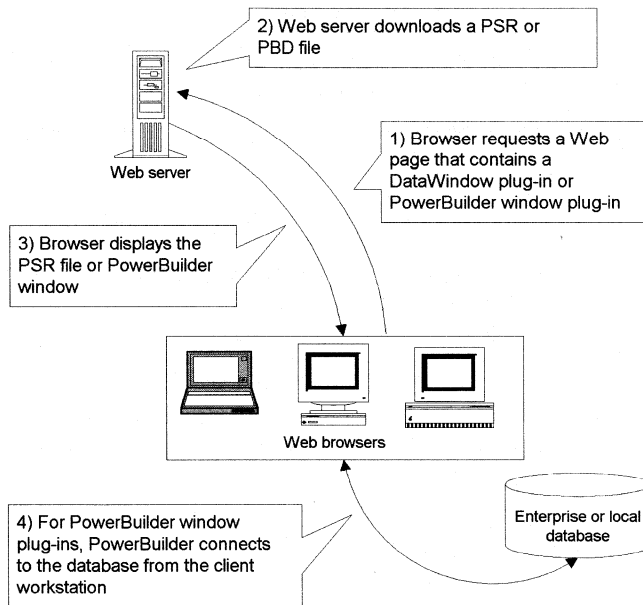 2) Web server downloads a PSR or
PBD file
Web server
1) Browser requests a Web
page that contains a
DataWindow plug-in or
PowerBuilder window plug-in
3) Browser displays the
PSR file or PowerBuilder
window
Web browsers
4) For PowerBuilder window
plug-ins, PowerBuilder connects
to the database from the client
workstation
Enterprise or local
database